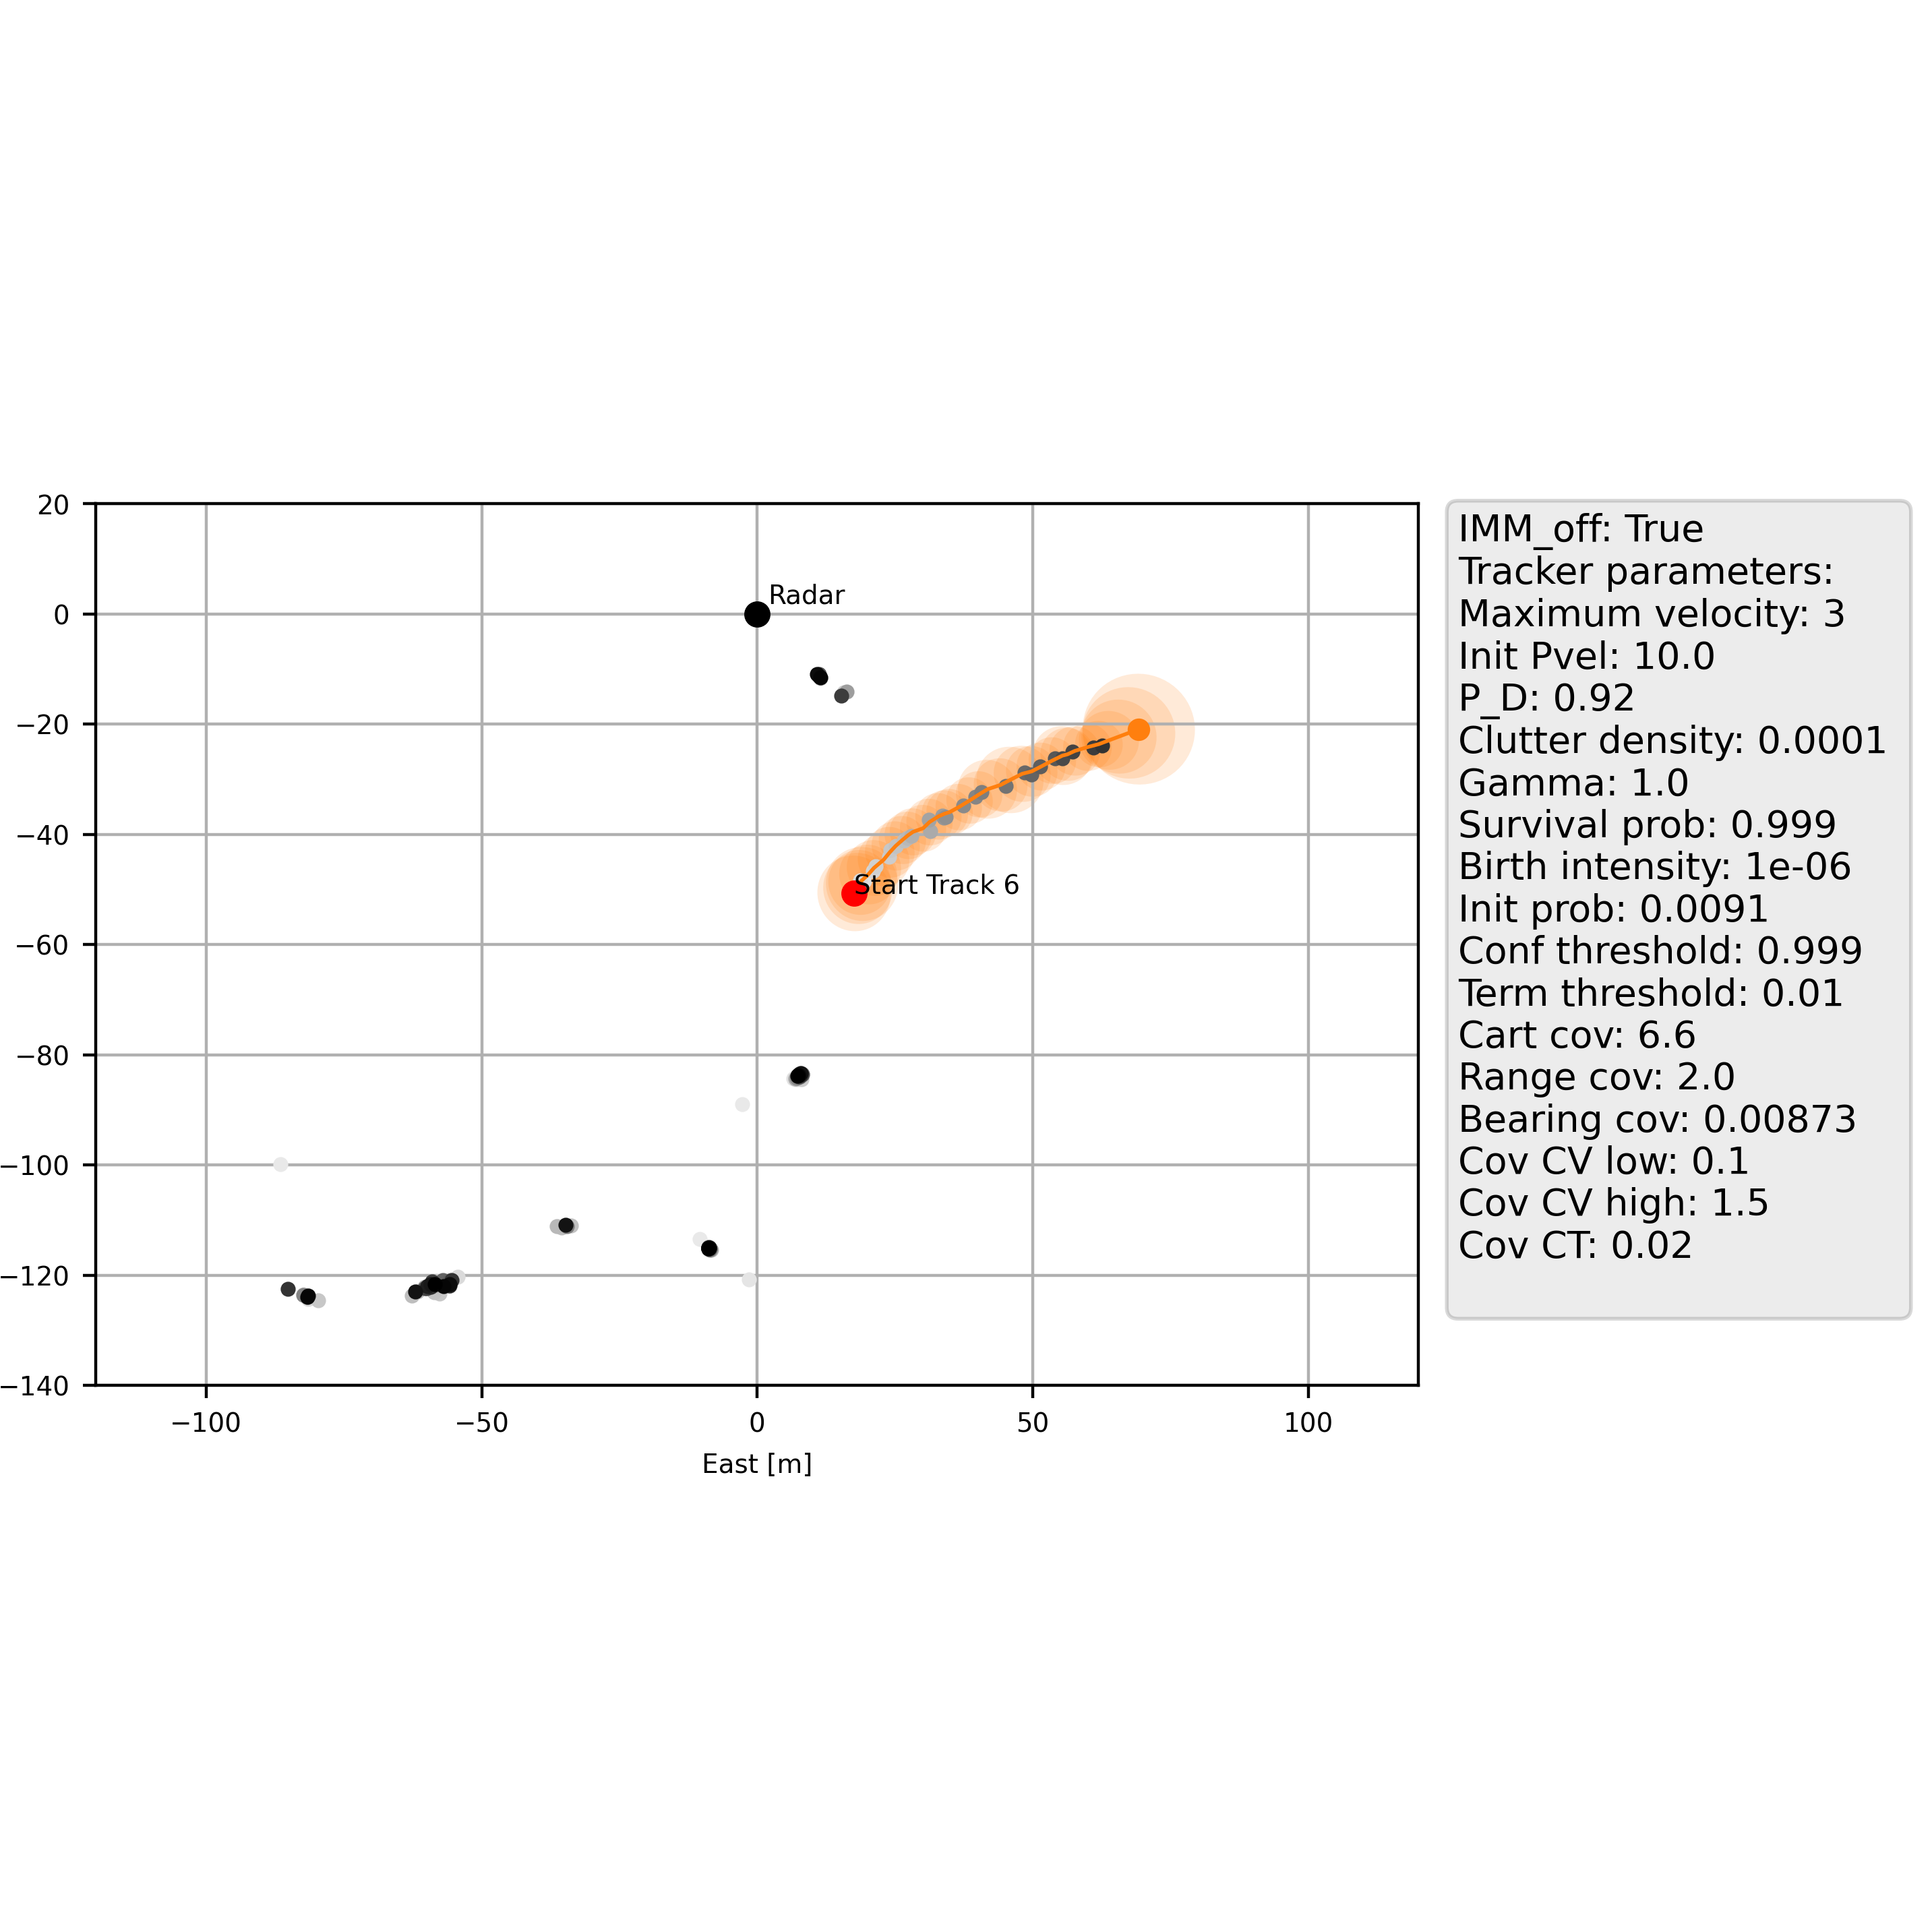 20
0
−20
−40
−60
−80
−100
−120
−140
−100
−50
0
50
100
East [m]
Radar
Start Track 6
IMM_off: True
Tracker parameters:
Maximum velocity: 3
Init Pvel: 10.0
P_D: 0.92
Clutter density: 0.0001
Gamma: 1.0
Survival prob: 0.999
Birth intensity: 1e-06
Init prob: 0.0091
Conf threshold: 0.999
Term threshold: 0.01
Cart cov: 6.6
Range cov: 2.0
Bearing cov: 0.00873
Cov CV low: 0.1
Cov CV high: 1.5
Cov CT: 0.02